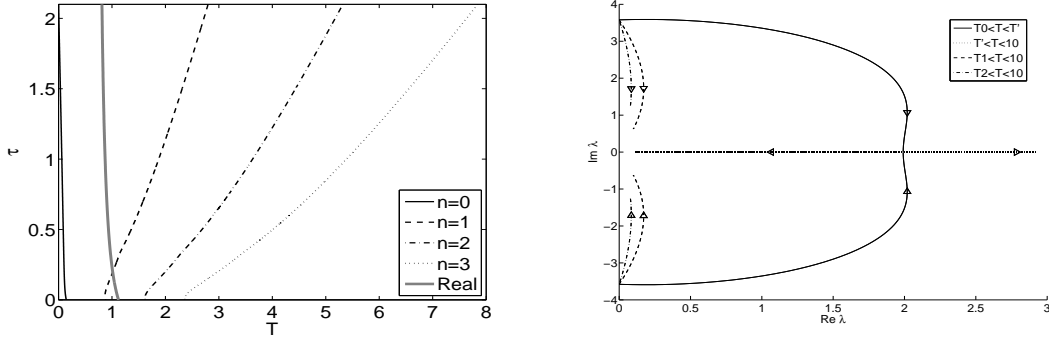 2
1.5
1
0.5
0
τ
0 1 2 3 4 5 6 7 8
T
n=0
n=1
n=2
n=3
Real
4
3
2
1
0
−1
−2
−3
−4
Im λ
0 0.5 1 1.5 2 2.5 3
Re λ
T0<T<T'
T'<T<10
T1<T<10
T2<T<10